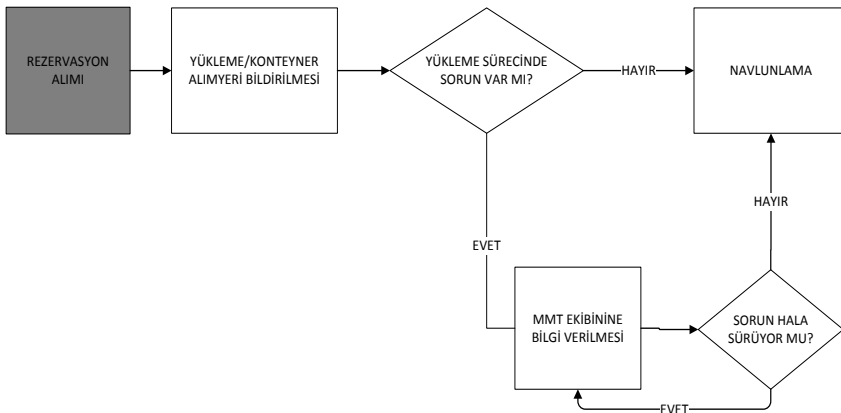 REZERVASYON
ALIMI
YÜKLEME/KONTEYNER
ALIMYERİ BİLDİRİLMESİ
YÜKLEME SÜRECİNDE
SORUN VAR MI?
HAYIR
NAVLUNLAMA
EVET
HAYIR
MMT EKİBİNİNE
BİLGİ VERİLMESİ
SORUN HALA
SÜRÜYOR MU?
EVET